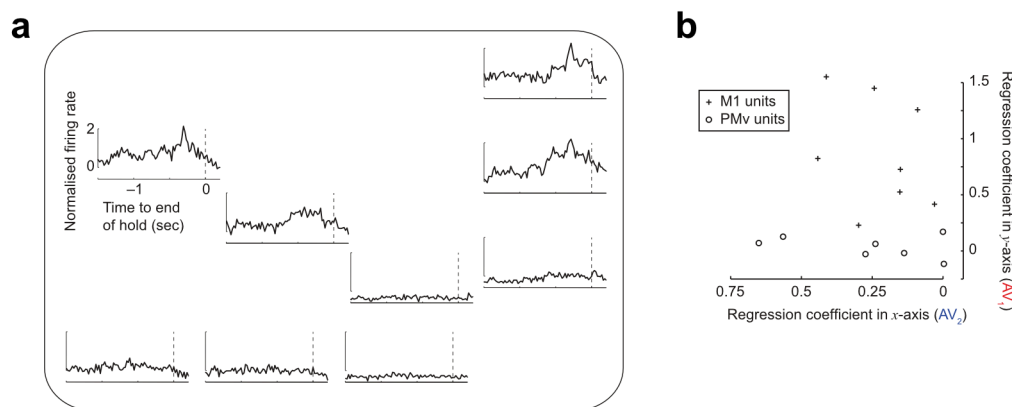 a
Normalised firing rate
2
0
–1
0
Time to end
of hold (sec)
b
+ M1 units
o PMv units
1.5
1
0.5
0
Regression coefficient in y-axis (AV1)
0.75
0.5
0.25
0
Regression coefficient in x-axis (AV2)